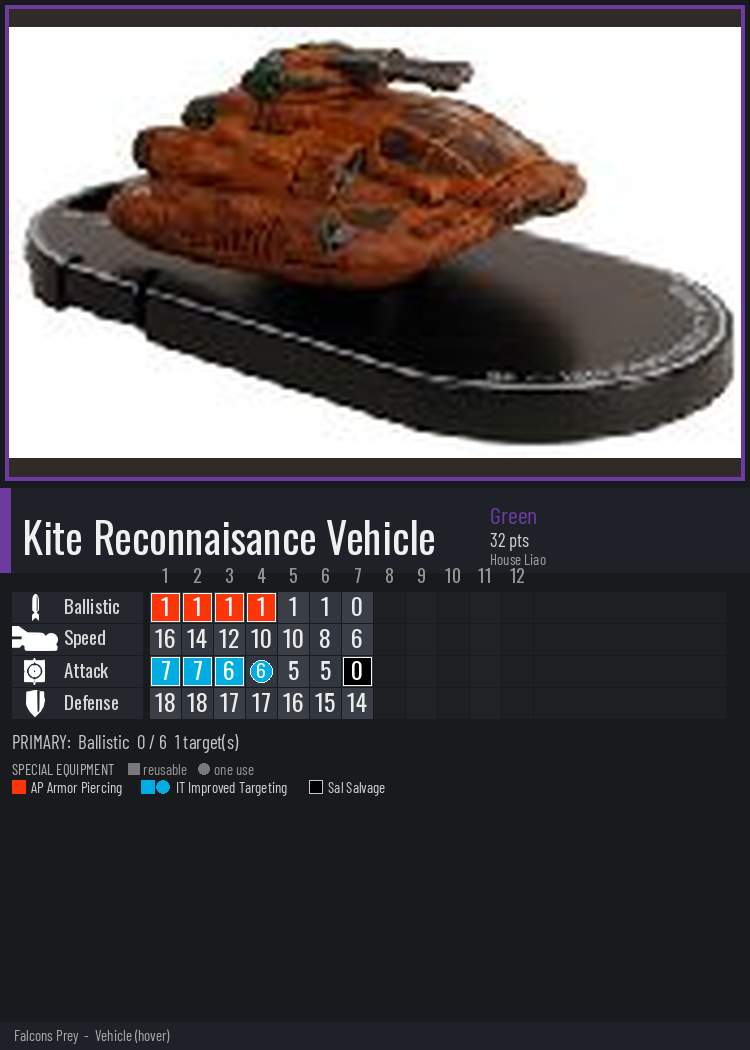 Kite Reconnaisance Vehicle
Green
32 pts
House Liao
1 2 3 4 5 6 7 8 9 10 11 12
Ballistic 1 1 1 1 1 1 0
Speed 16 14 12 10 10 8 6
Attack 7 7 6 6 5 5 0
Defense 18 18 17 17 16 15 14
PRIMARY: Ballistic 0 / 6 1 target(s)
SPECIAL EQUIPMENT reusable one use
AP Armor Piercing IT Improved Targeting Sal Salvage
Falcons Prey - Vehicle (hover)